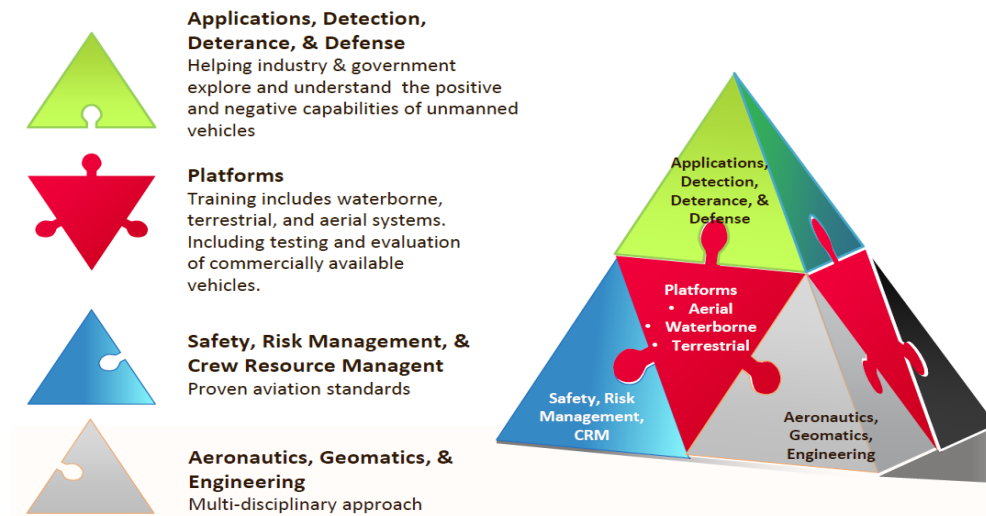 Applications, Detection,
Deterance, & Defense
Helping industry & government
explore and understand the positive
and negative capabilities of unmanned
vehicles
Platforms
Training includes waterborne,
terrestrial, and aerial systems.
Including testing and evaluation
of commercially available
vehicles.
Safety, Risk Management, &
Crew Resource Managent
Proven aviation standards
Aeronautics, Geomatics, &
Engineering
Multi-disciplinary approach
Applications,
Detection,
Deterance, &
Defense
Platforms
• Aerial
• Waterborne
• Terrestrial
Safety, Risk
Management,
CRM
Aeronautics,
Geomatics,
Engineering